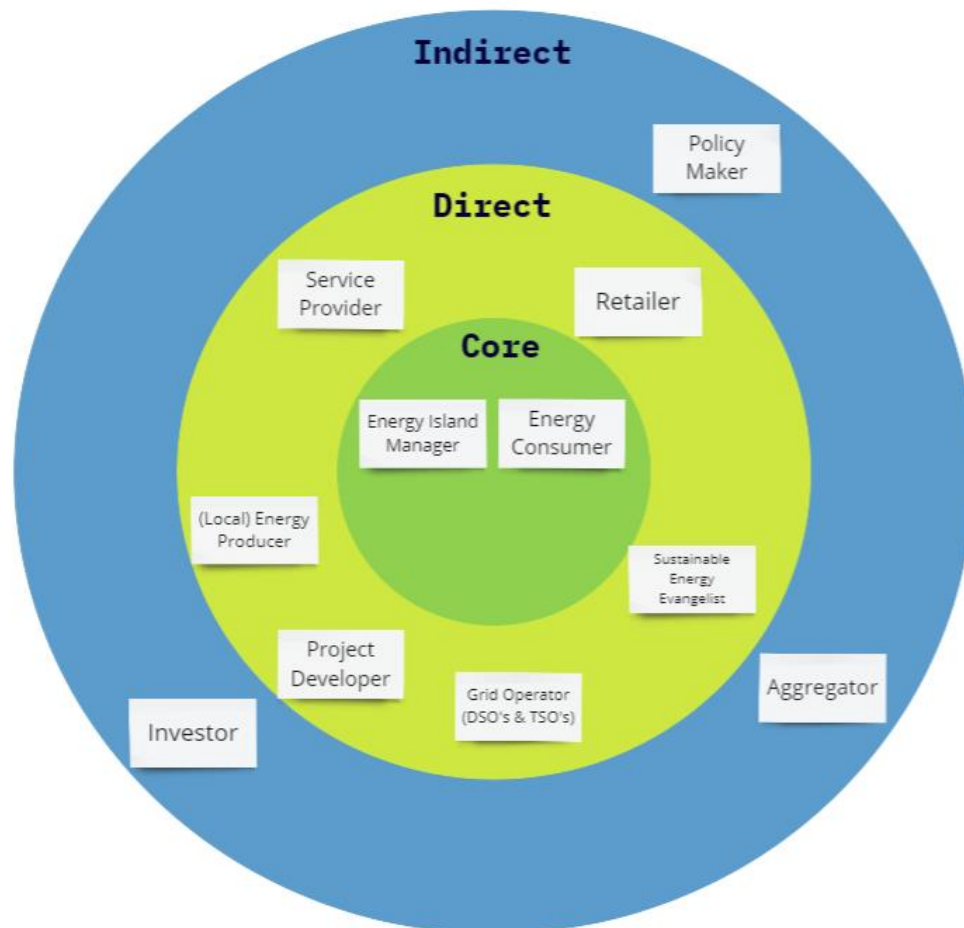 Indirect
Policy
Maker
Direct
Service
Provider
Retailer
Core
Energy Island
Manager
Energy
Consumer
(Local) Energy
Producer
Sustainable
Energy
Evangelist
Project
Developer
Grid Operator
(DSO's & TSO's)
Aggregator
Investor